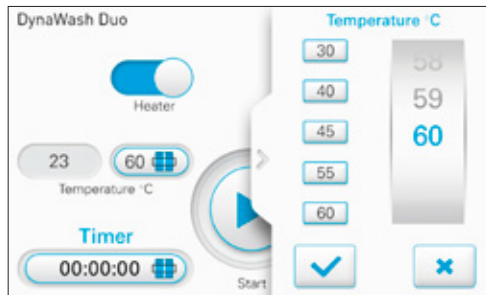 DynaWash Duo
Heater
23
60
Temperature °C
Timer
00:00:00
Start
Temperature °C
30
40
45
55
60
58
59
60